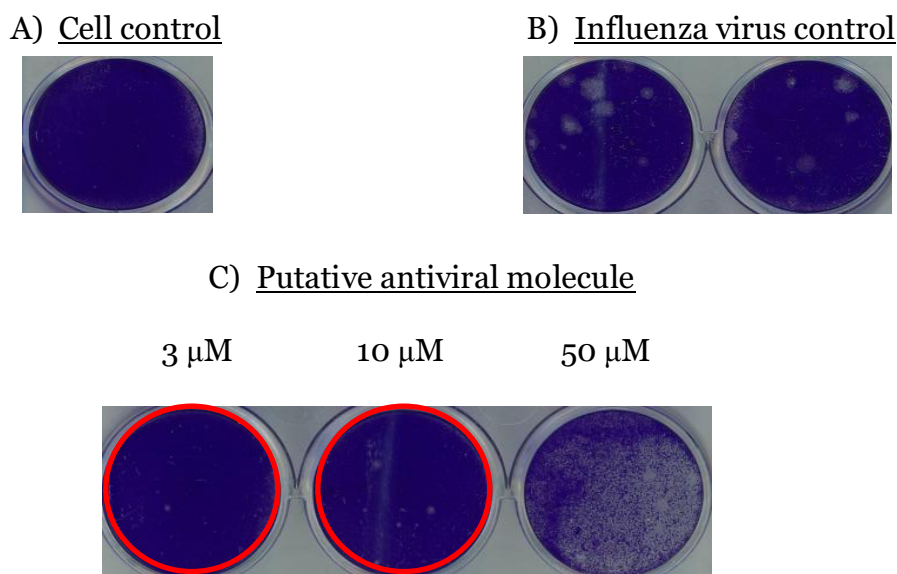 A) Cell control
B) Influenza virus control
C) Putative antiviral molecule
3 μM
10 μM
50 μM